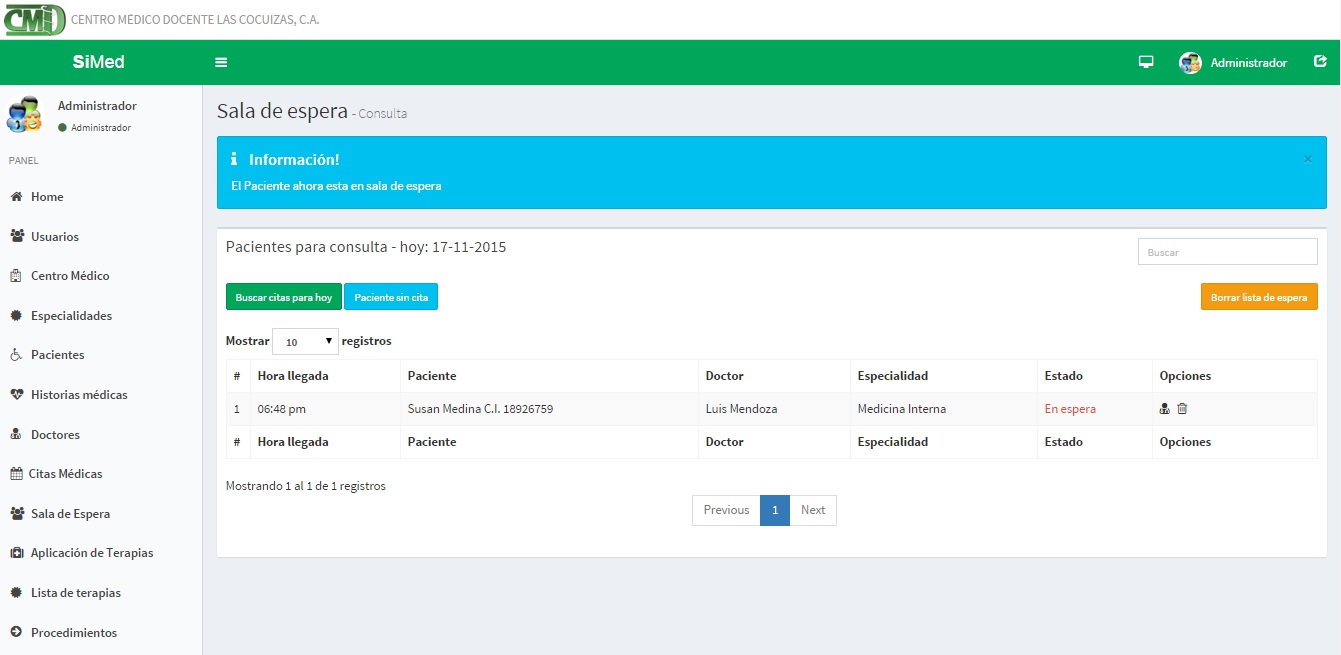 CMD CENTRO MÉDICO DOCENTE LAS COCUIZAS, C.A.
SiMed
Administrador
Administrador
Administrador
PANEL
Home
Usuarios
Centro Médico
Especialidades
Pacientes
Historias médicas
Doctores
Citas Médicas
Sala de Espera
Aplicación de Terapias
Lista de terapias
Procedimientos
Sala de espera - Consulta
Información! ×
El Paciente ahora esta en sala de espera
Pacientes para consulta - hoy: 17-11-2015
Buscar
Buscar citas para hoy Paciente sin cita Borrar lista de espera
Mostrar 10 registros
# Hora llegada Paciente Doctor Especialidad Estado Opciones
1 06:48 pm Susan Medina C.I. 18926759 Luis Mendoza Medicina Interna En espera
# Hora llegada Paciente Doctor Especialidad Estado Opciones
Mostrando 1 al 1 de 1 registros
Previous 1 Next